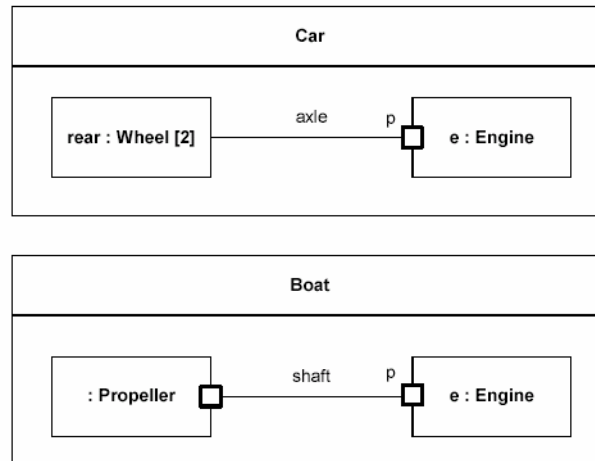 Car
rear : Wheel [2]
axle
p
e : Engine
Boat
: Propeller
shaft
p
e : Engine